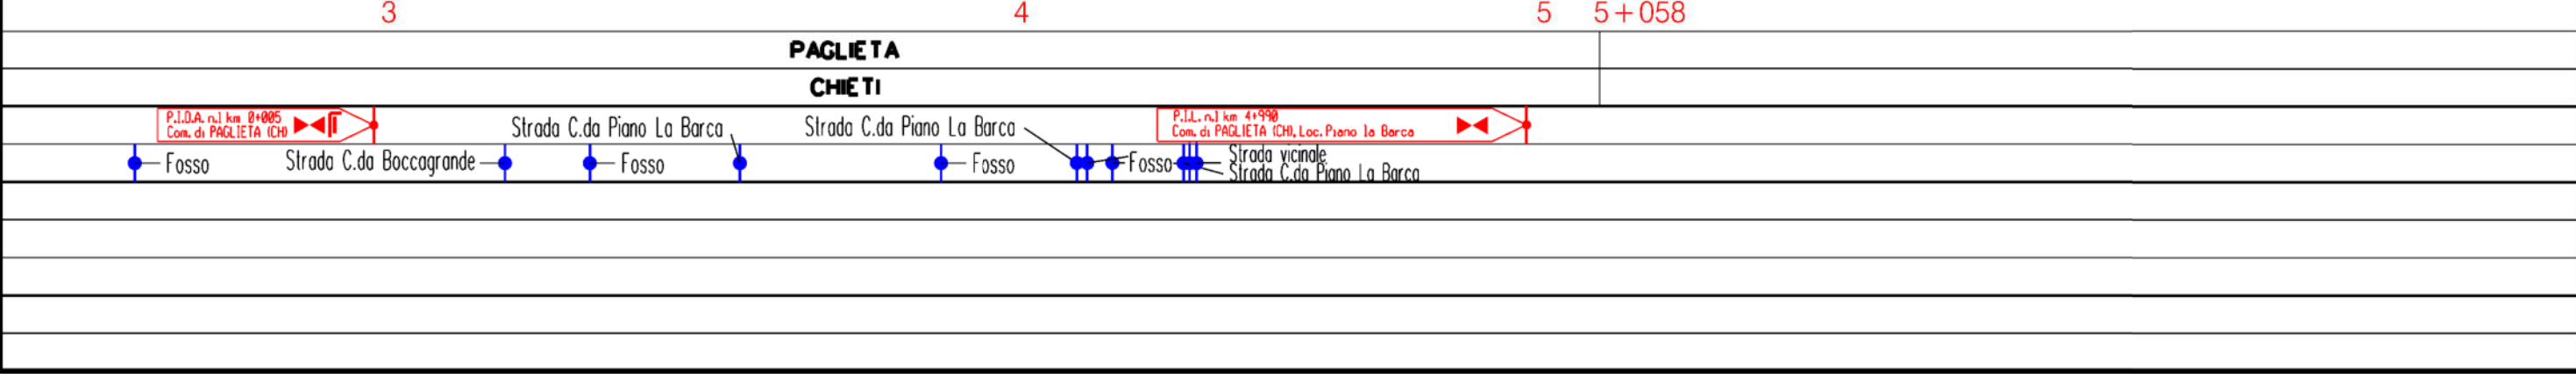 3 4 5 5+058
PAGLIETA
CHIETI
P.I.D.A. n.1 km 0+005
Com. di PAGLIETA (CH)
Strada C.da Piano La Barca
Strada C.da Piano La Barca
P.I.L. n.1 km 4+990
Com. di PAGLIETA (CH), Loc. Piano la Barca
Fosso
Strada C.da Boccagrande
Fosso
Fosso
Fosso
Strada vicinale
Strada C.da Piano La Barca